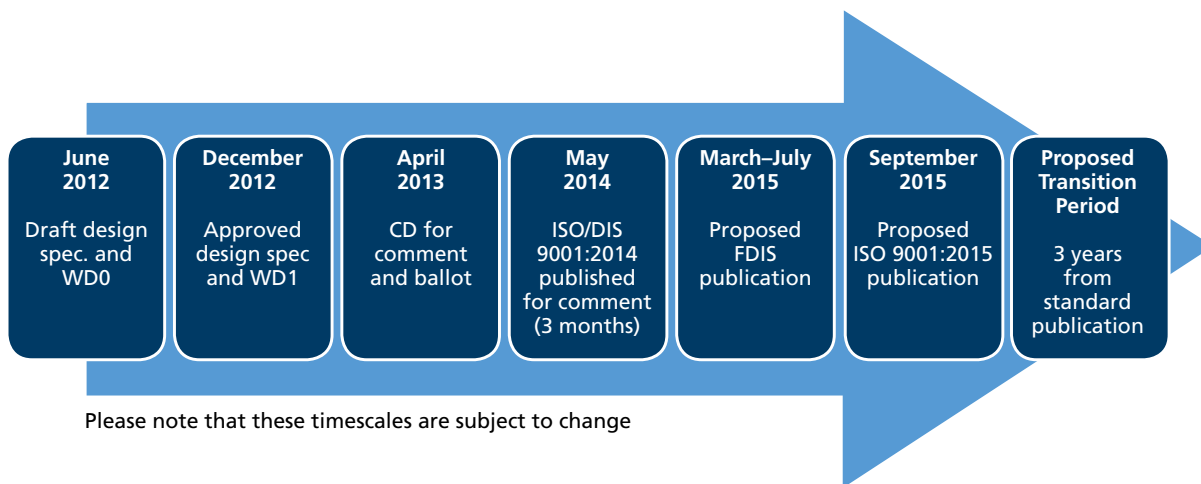 June
2012
Draft design
spec. and
WD0
December
2012
Approved
design spec
and WD1
April
2013
CD for
comment
and ballot
May
2014
ISO/DIS
9001:2014
published
for comment
(3 months)
March–July
2015
Proposed
FDIS
publication
September
2015
Proposed
ISO 9001:2015
publication
Proposed
Transition
Period
3 years
from
standard
publication
Please note that these timescales are subject to change